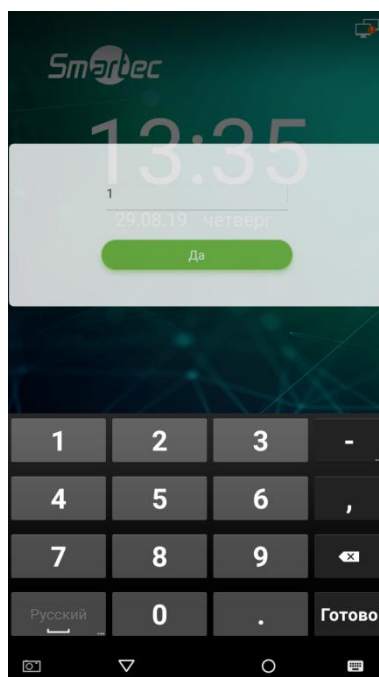 Smartec
13:35
1
29.08.19 четверг
Да
1 2 3 -
4 5 6 ,
7 8 9
Русский 0 . Готово